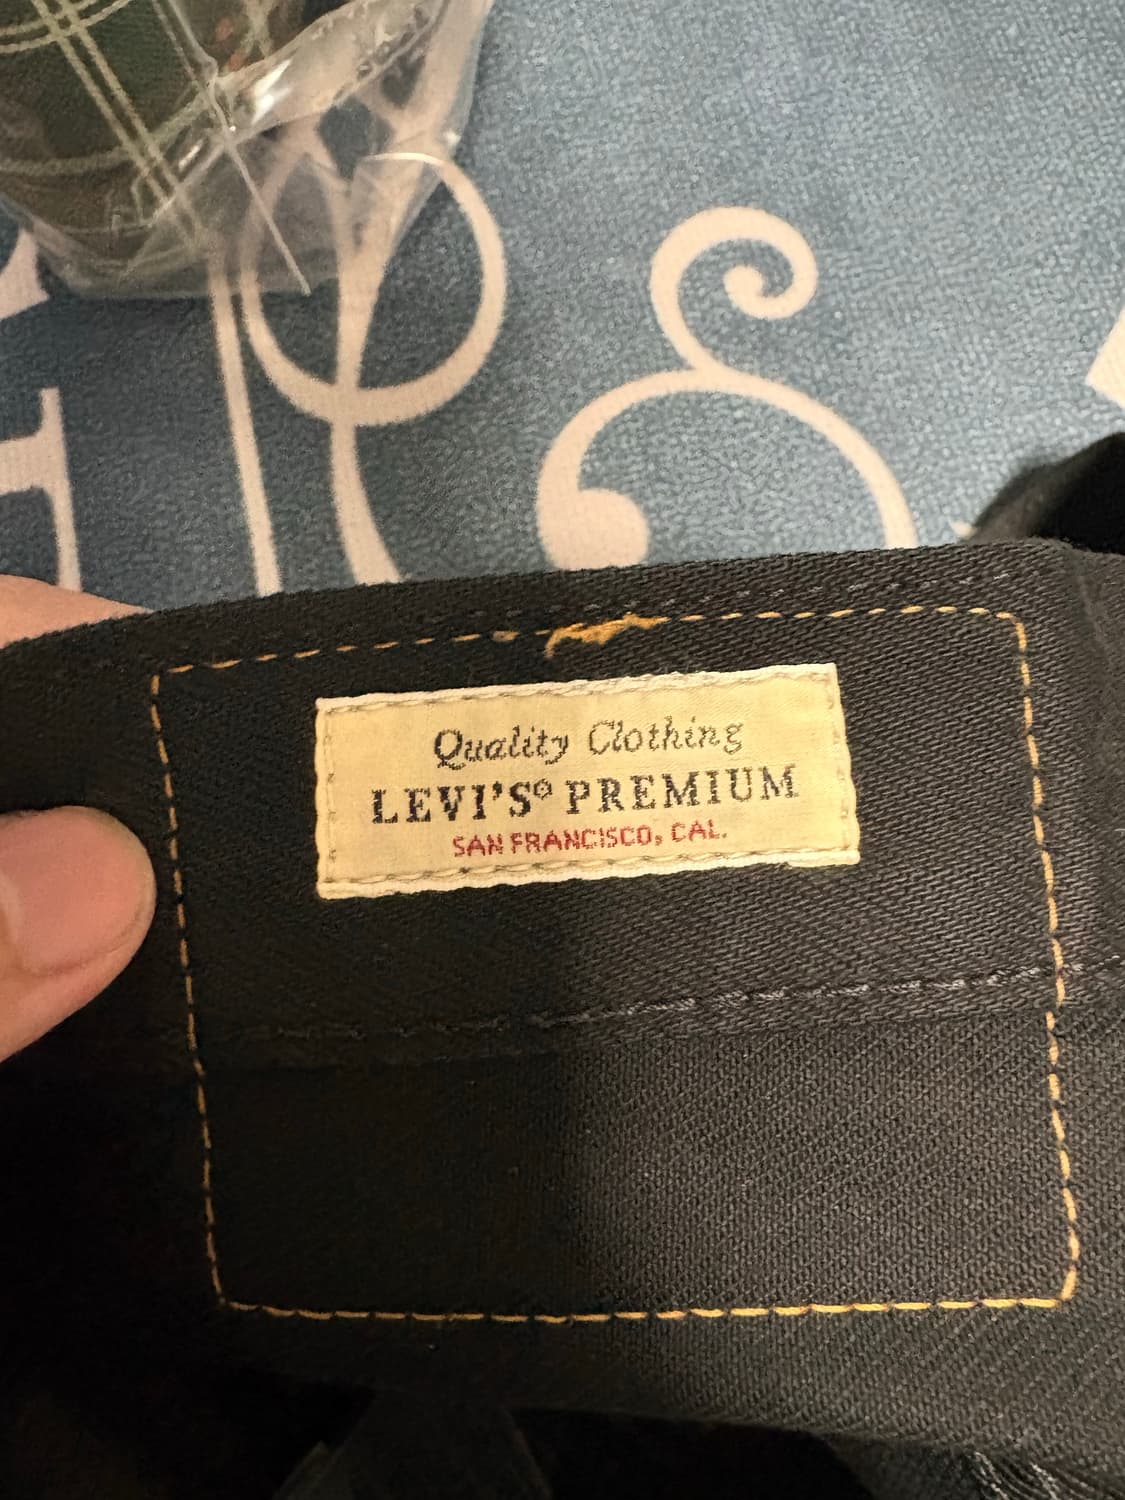 Quality Clothing
LEVI'S® PREMIUM
SAN FRANCISCO, CAL.